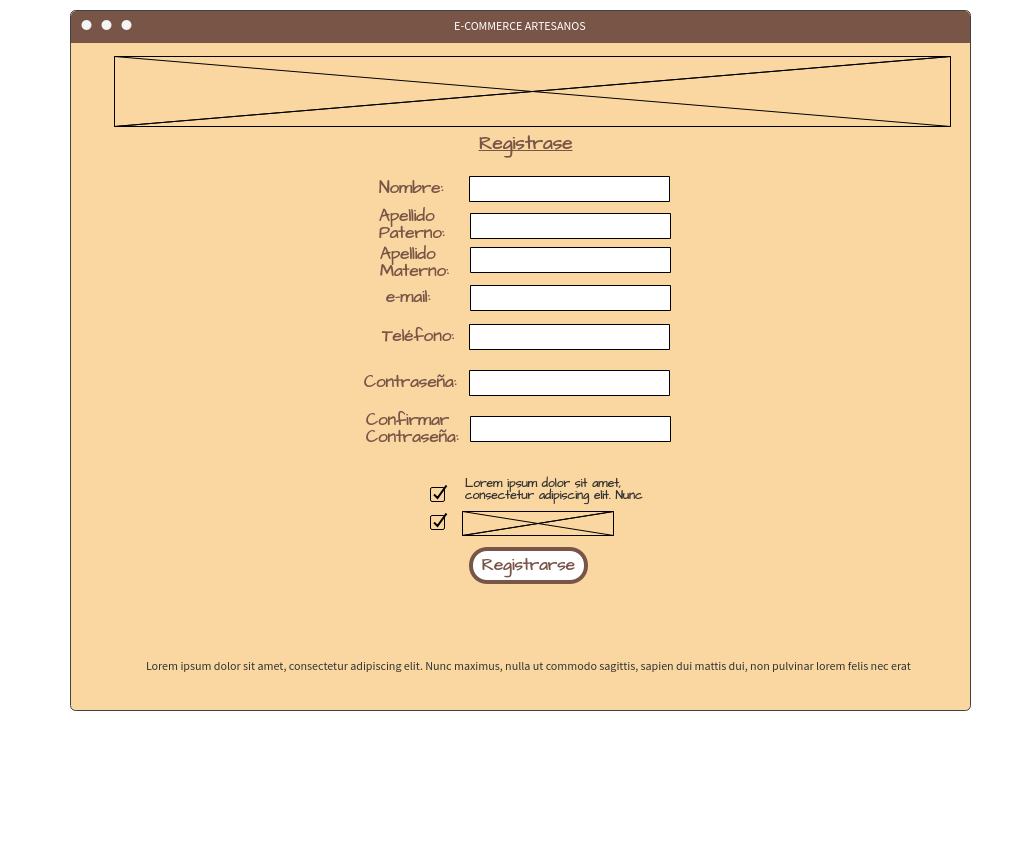 E-COMMERCE ARTESANOS
Registrase
Nombre:
Apellido
Paterno:
Apellido
Materno:
e-mail:
Teléfono:
Contraseña:
Confirmar
Contraseña:
Lorem ipsum dolor sit amet,
consectetur adipiscing elit. Nunc
Registrarse
Lorem ipsum dolor sit amet, consectetur adipiscing elit. Nunc maximus, nulla ut commodo sagittis, sapien dui mattis dui, non pulvinar lorem felis nec erat